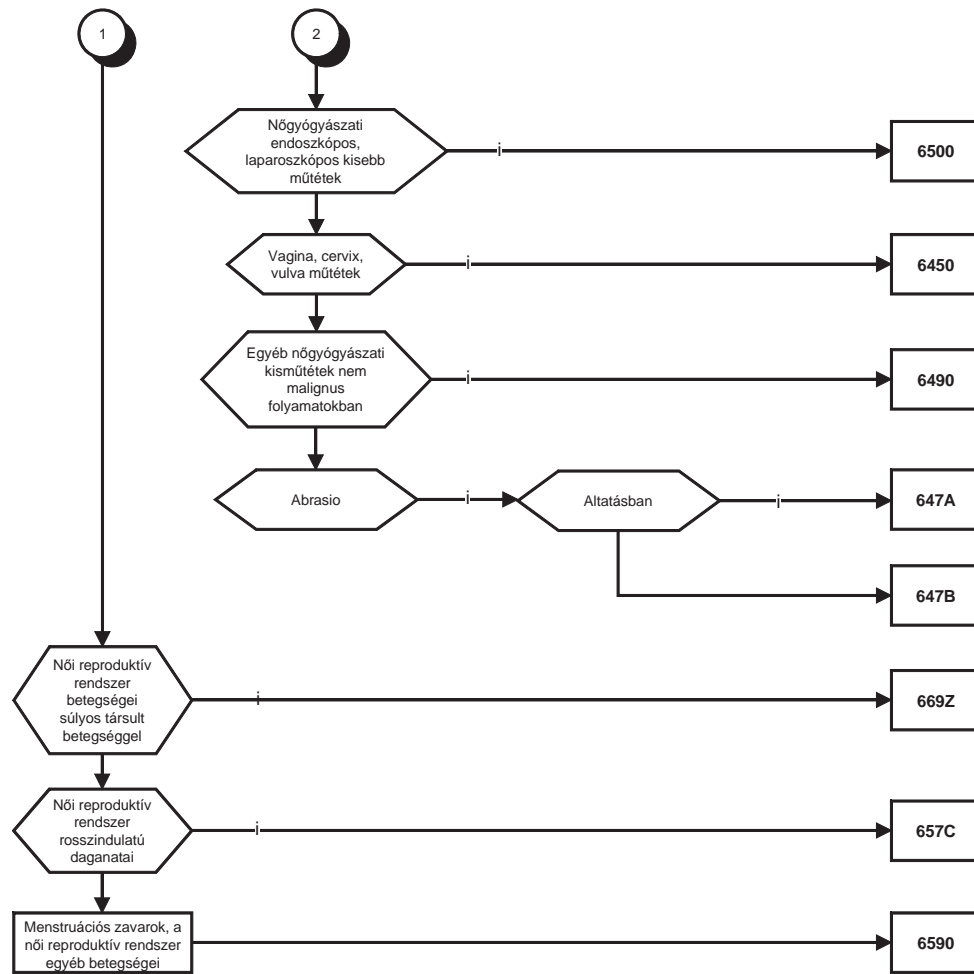 1
2
Nőgyógyászati
endoszkópos,
laparoszkópos kisebb
műtétek
i
6500
Vagina, cervix,
vulva műtétek
i
6450
Egyéb nőgyógyászati
kisműtétek nem
malignus
folyamatokban
i
6490
Abrasio
i
Altatásban
i
647A
647B
Női reproduktív
rendszer
betegségei
súlyos társult
betegséggel
i
669Z
Női reproduktív
rendszer
rosszindulatú
daganatai
i
657C
Menstruációs zavarok, a
női reproduktív rendszer
egyéb betegségei
6590